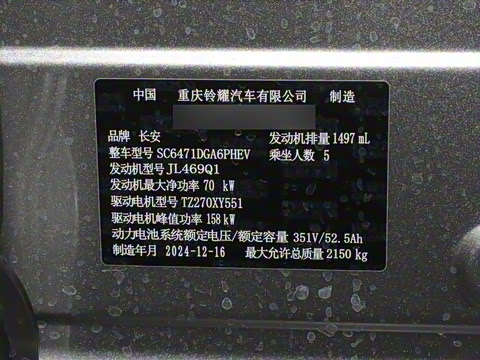 中国 重庆铃耀汽车有限公司 制造
品牌 长安 发动机排量 1497 mL
整车型号 SC6471DGA6PHEV 乘坐人数 5
发动机型号 JL469Q1
发动机最大净功率 70 kW
驱动电机型号 TZ270XY551
驱动电机峰值功率 158 kW
动力电池系统额定电压/额定容量 351V/52.5Ah
制造年月 2024-12-16 最大允许总质量 2150 kg